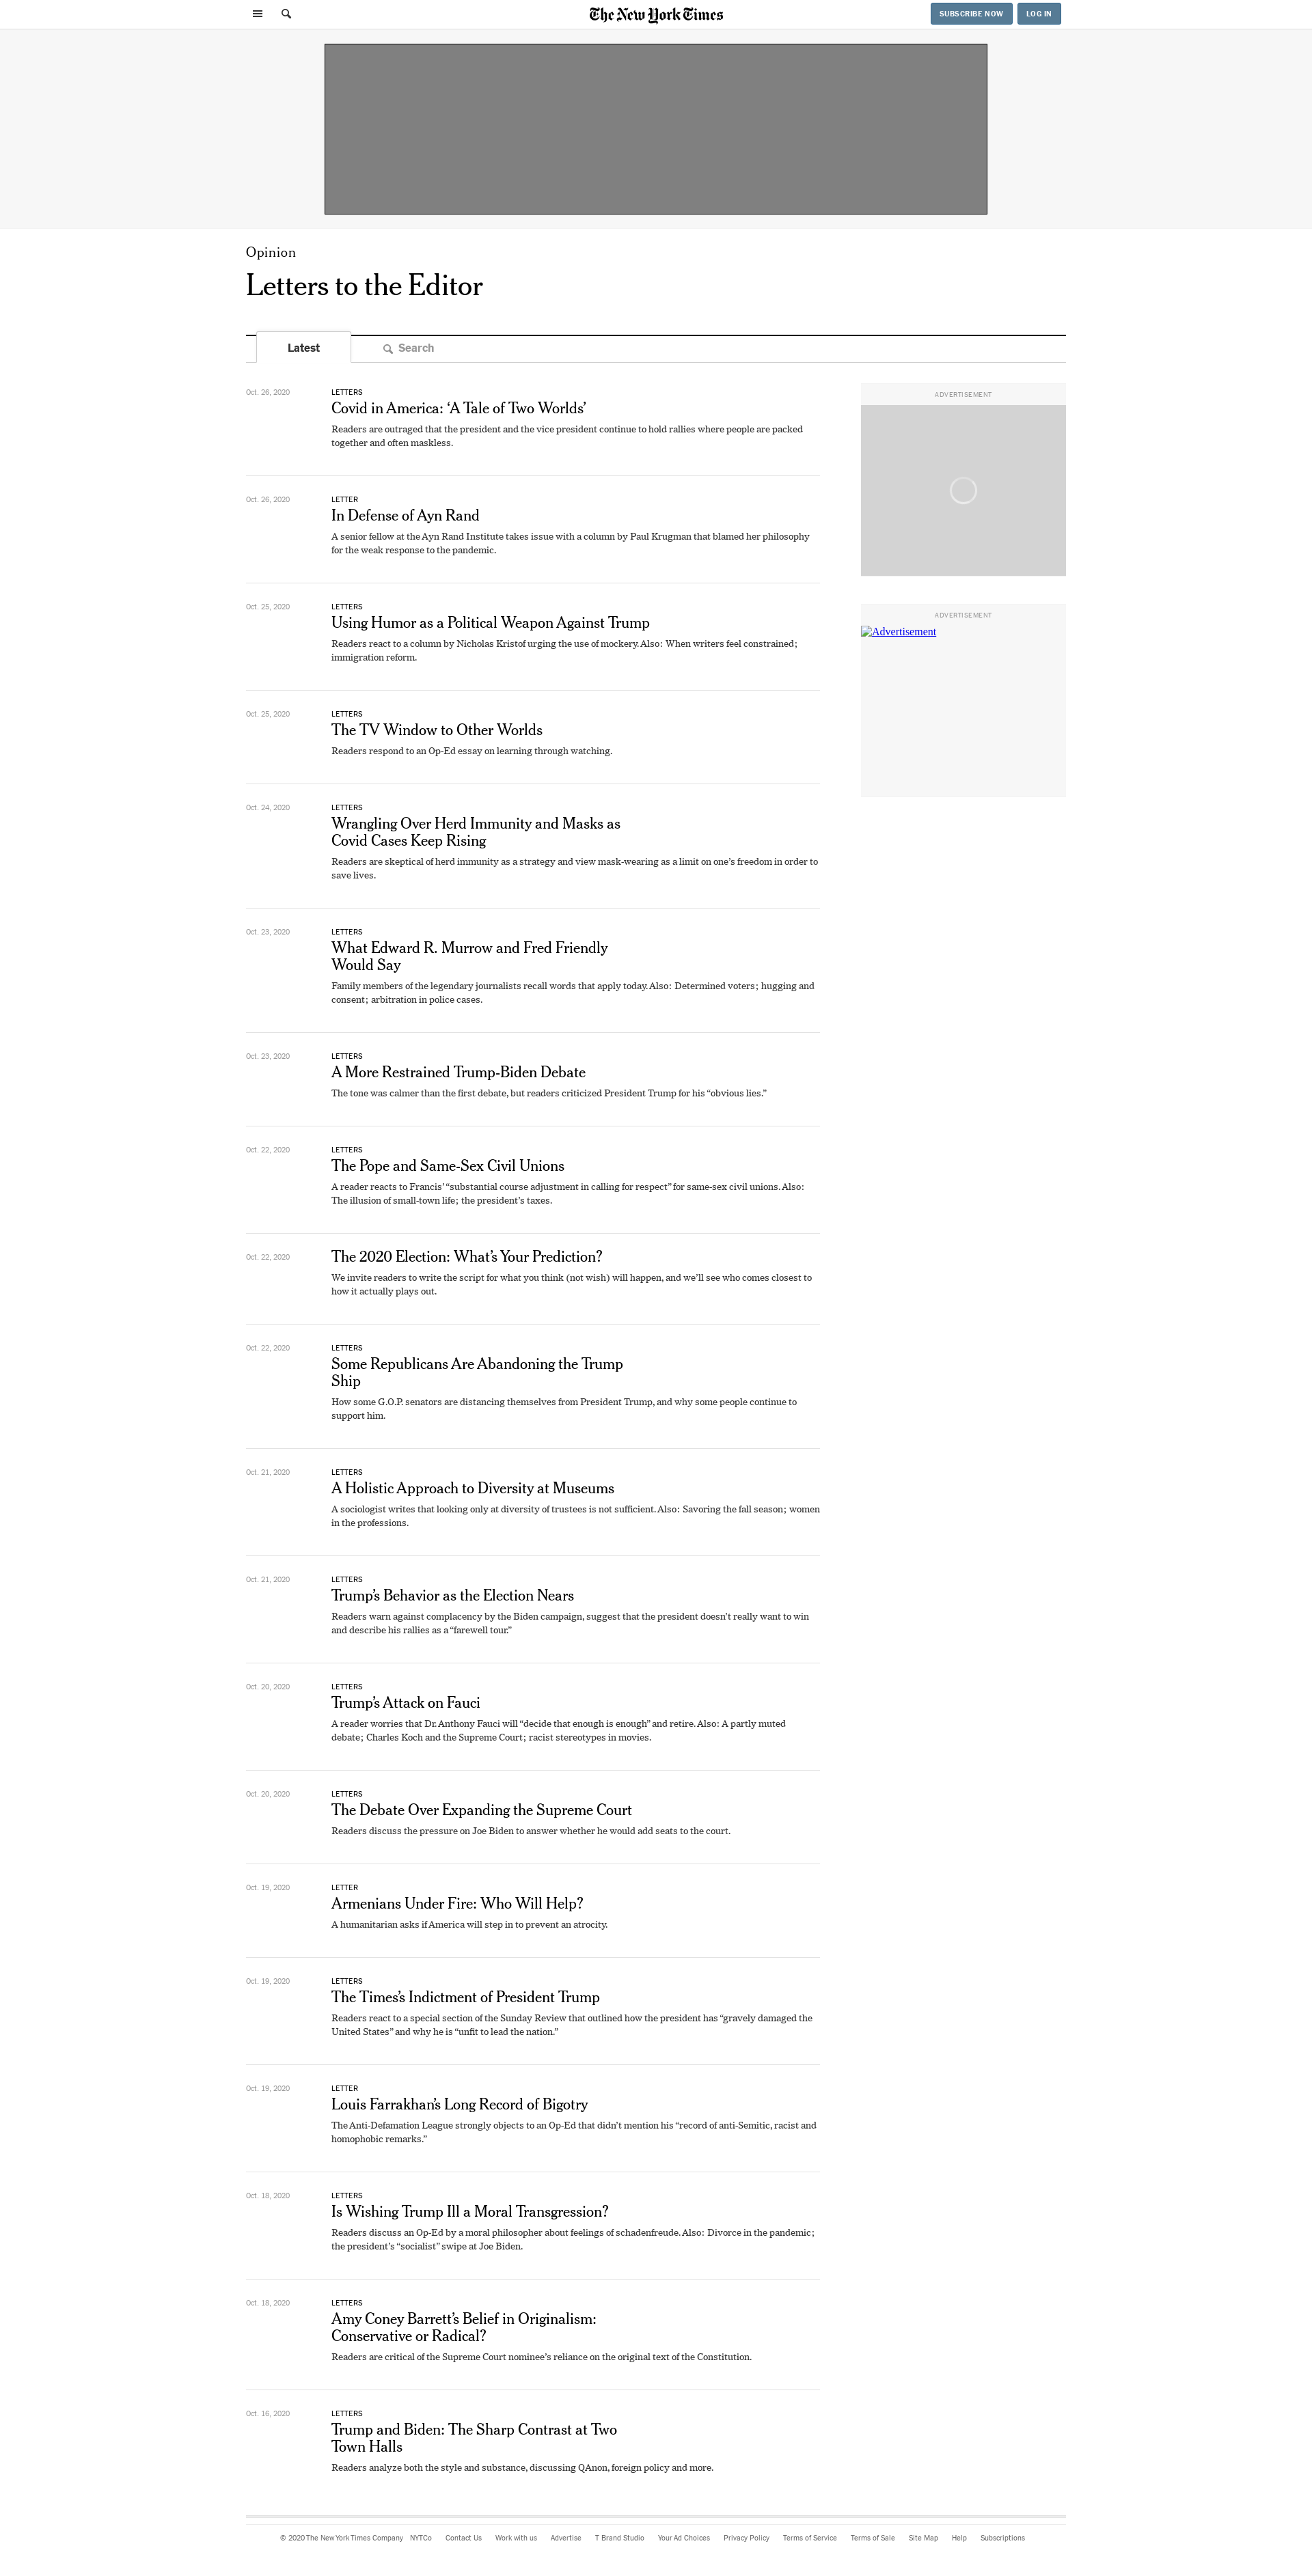 The New York Times
SUBSCRIBE NOW
LOG IN
Opinion
Letters to the Editor
Latest
Search
Oct. 26, 2020
LETTERS
Covid in America: ‘A Tale of Two Worlds’
Readers are outraged that the president and the vice president continue to hold rallies where people are packed
together and often maskless.
ADVERTISEMENT
Oct. 26, 2020
LETTER
In Defense of Ayn Rand
A senior fellow at the Ayn Rand Institute takes issue with a column by Paul Krugman that blamed her philosophy
for the weak response to the pandemic.
Oct. 25, 2020
LETTERS
Using Humor as a Political Weapon Against Trump
Readers react to a column by Nicholas Kristof urging the use of mockery. Also: When writers feel constrained;
immigration reform.
ADVERTISEMENT
Advertisement
Oct. 25, 2020
LETTERS
The TV Window to Other Worlds
Readers respond to an Op-Ed essay on learning through watching.
Oct. 24, 2020
LETTERS
Wrangling Over Herd Immunity and Masks as
Covid Cases Keep Rising
Readers are skeptical of herd immunity as a strategy and view mask-wearing as a limit on one’s freedom in order to
save lives.
Oct. 23, 2020
LETTERS
What Edward R. Murrow and Fred Friendly
Would Say
Family members of the legendary journalists recall words that apply today. Also: Determined voters; hugging and
consent; arbitration in police cases.
Oct. 23, 2020
LETTERS
A More Restrained Trump-Biden Debate
The tone was calmer than the first debate, but readers criticized President Trump for his “obvious lies.”
Oct. 22, 2020
LETTERS
The Pope and Same-Sex Civil Unions
A reader reacts to Francis’ “substantial course adjustment in calling for respect” for same-sex civil unions. Also:
The illusion of small-town life; the president’s taxes.
Oct. 22, 2020
The 2020 Election: What’s Your Prediction?
We invite readers to write the script for what you think (not wish) will happen, and we’ll see who comes closest to
how it actually plays out.
Oct. 22, 2020
LETTERS
Some Republicans Are Abandoning the Trump
Ship
How some G.O.P. senators are distancing themselves from President Trump, and why some people continue to
support him.
Oct. 21, 2020
LETTERS
A Holistic Approach to Diversity at Museums
A sociologist writes that looking only at diversity of trustees is not sufficient. Also: Savoring the fall season; women
in the professions.
Oct. 21, 2020
LETTERS
Trump’s Behavior as the Election Nears
Readers warn against complacency by the Biden campaign, suggest that the president doesn’t really want to win
and describe his rallies as a “farewell tour.”
Oct. 20, 2020
LETTERS
Trump’s Attack on Fauci
A reader worries that Dr. Anthony Fauci will “decide that enough is enough” and retire. Also: A partly muted
debate; Charles Koch and the Supreme Court; racist stereotypes in movies.
Oct. 20, 2020
LETTERS
The Debate Over Expanding the Supreme Court
Readers discuss the pressure on Joe Biden to answer whether he would add seats to the court.
Oct. 19, 2020
LETTER
Armenians Under Fire: Who Will Help?
A humanitarian asks if America will step in to prevent an atrocity.
Oct. 19, 2020
LETTERS
The Times’s Indictment of President Trump
Readers react to a special section of the Sunday Review that outlined how the president has “gravely damaged the
United States” and why he is “unfit to lead the nation.”
Oct. 19, 2020
LETTER
Louis Farrakhan’s Long Record of Bigotry
The Anti-Defamation League strongly objects to an Op-Ed that didn’t mention his “record of anti-Semitic, racist and
homophobic remarks.”
Oct. 18, 2020
LETTERS
Is Wishing Trump Ill a Moral Transgression?
Readers discuss an Op-Ed by a moral philosopher about feelings of schadenfreude. Also: Divorce in the pandemic;
the president’s “socialist” swipe at Joe Biden.
Oct. 18, 2020
LETTERS
Amy Coney Barrett’s Belief in Originalism:
Conservative or Radical?
Readers are critical of the Supreme Court nominee’s reliance on the original text of the Constitution.
Oct. 16, 2020
LETTERS
Trump and Biden: The Sharp Contrast at Two
Town Halls
Readers analyze both the style and substance, discussing QAnon, foreign policy and more.
© 2020 The New York Times Company NYTCo Contact Us Work with us Advertise T Brand Studio Your Ad Choices Privacy Policy Terms of Service Terms of Sale Site Map Help Subscriptions